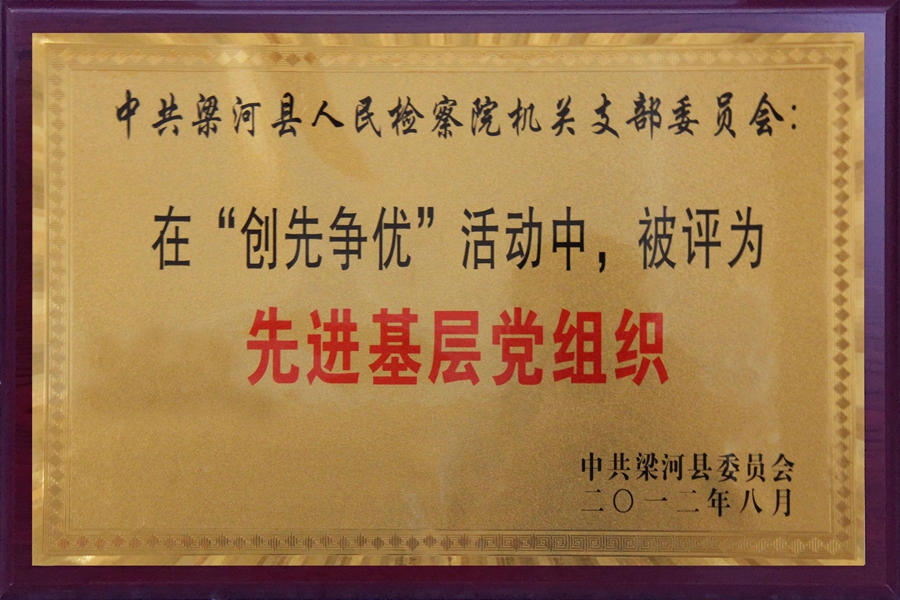 中共梁河县人民检察院机关支部委员会：
在“创先争优”活动中，被评为
先进基层党组织
中共梁河县委员会
二〇一二年八月